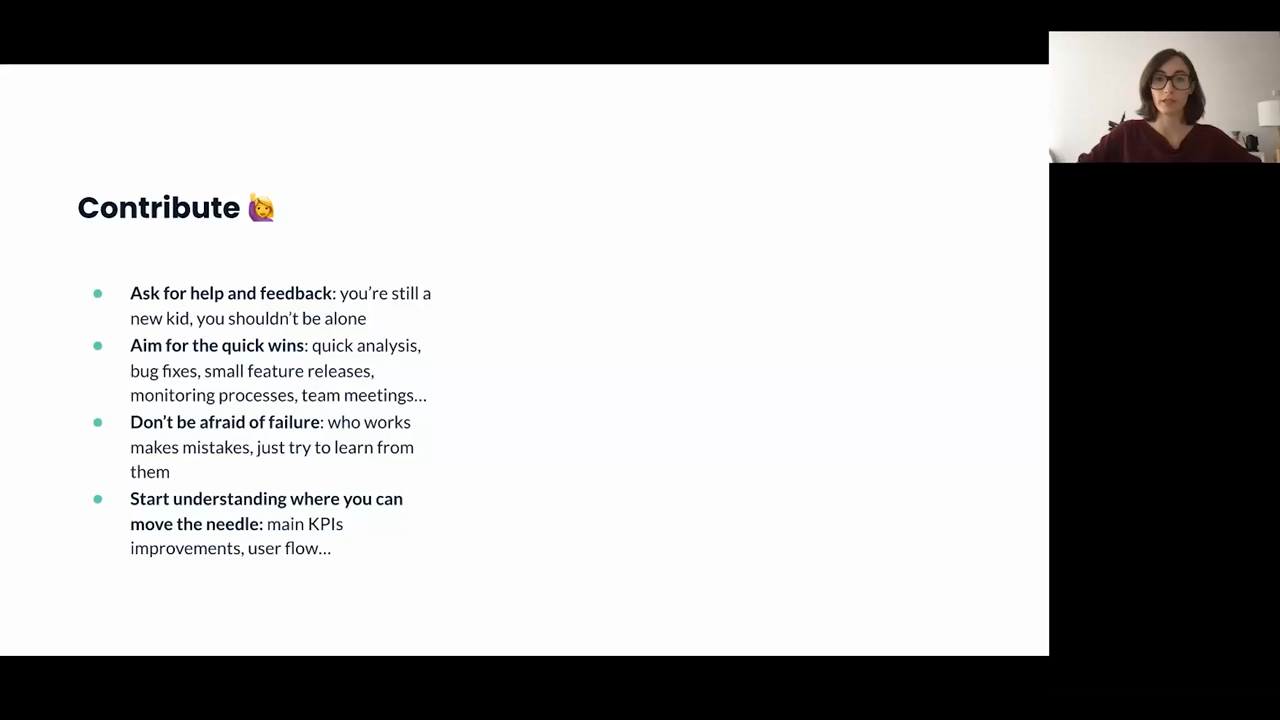 Contribute 🙋‍♀️
Ask for help and feedback: you’re still a
new kid, you shouldn’t be alone
Aim for the quick wins: quick analysis,
bug fixes, small feature releases,
monitoring processes, team meetings…
Don’t be afraid of failure: who works
makes mistakes, just try to learn from
them
Start understanding where you can
move the needle: main KPIs
improvements, user flow…